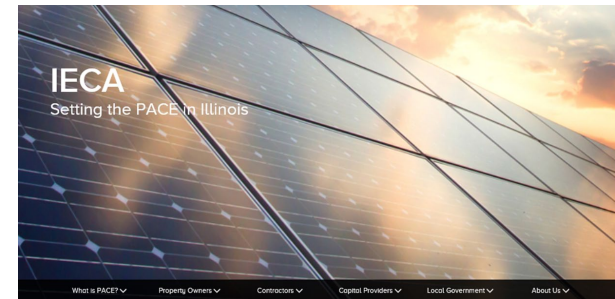 IECA
Setting the PACE in Illinois
What is PACE? Property Owners Contractors Capital Providers Local Government About Us